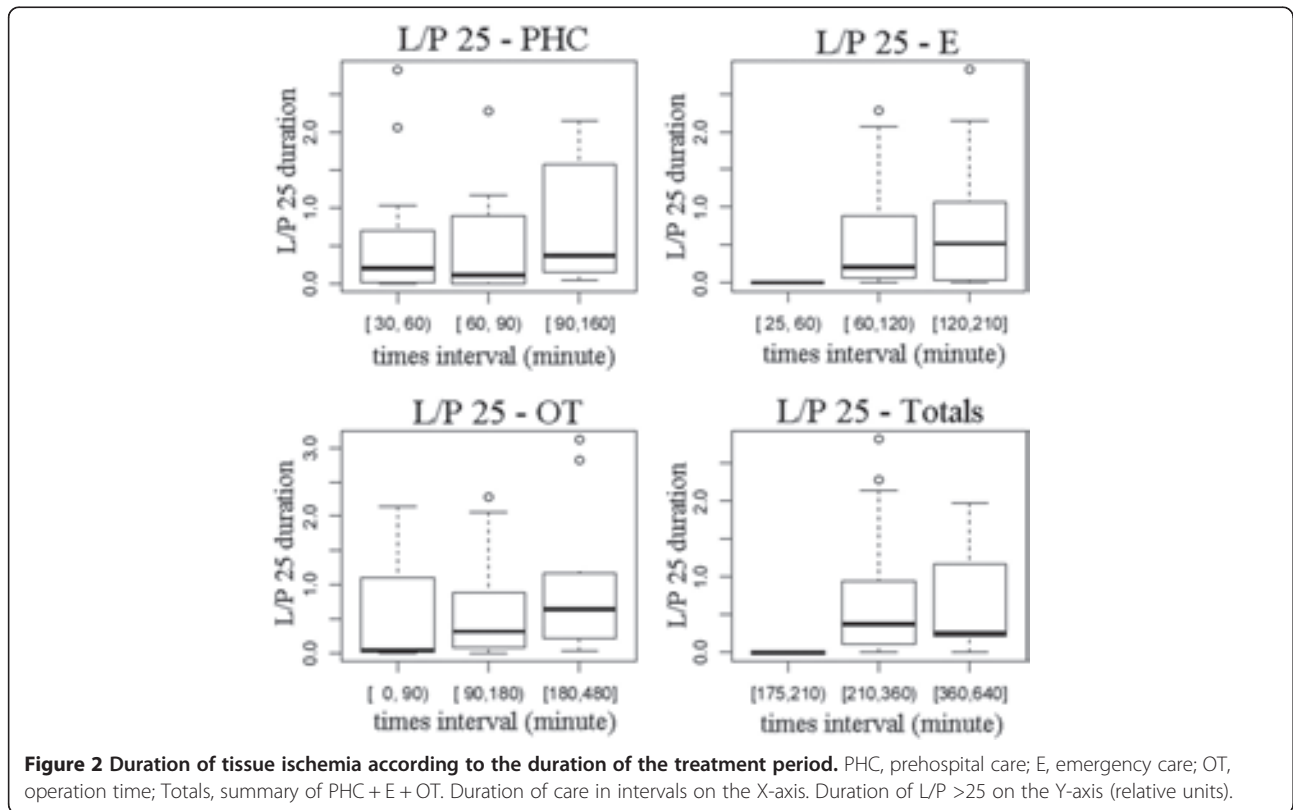 L/P 25 - PHC
L/P 25 duration
2.0
1.0
0.0
[ 30, 60) [ 60, 90) [90,160]
times interval (minute)
L/P 25 - E
L/P 25 duration
2.0
1.0
0.0
[ 25, 60) [ 60,120) [120,210]
times interval (minute)
L/P 25 - OT
L/P 25 duration
3.0
2.0
1.0
0.0
[ 0, 90) [ 90,180) [180,480]
times interval (minute)
L/P 25 - Totals
L/P 25 duration
2.0
1.0
0.0
[175,210) [210,360) [360,640]
times interval (minute)
Figure 2 Duration of tissue ischemia according to the duration of the treatment period. PHC, prehospital care; E, emergency care; OT,
operation time; Totals, summary of PHC + E + OT. Duration of care in intervals on the X-axis. Duration of L/P >25 on the Y-axis (relative units).